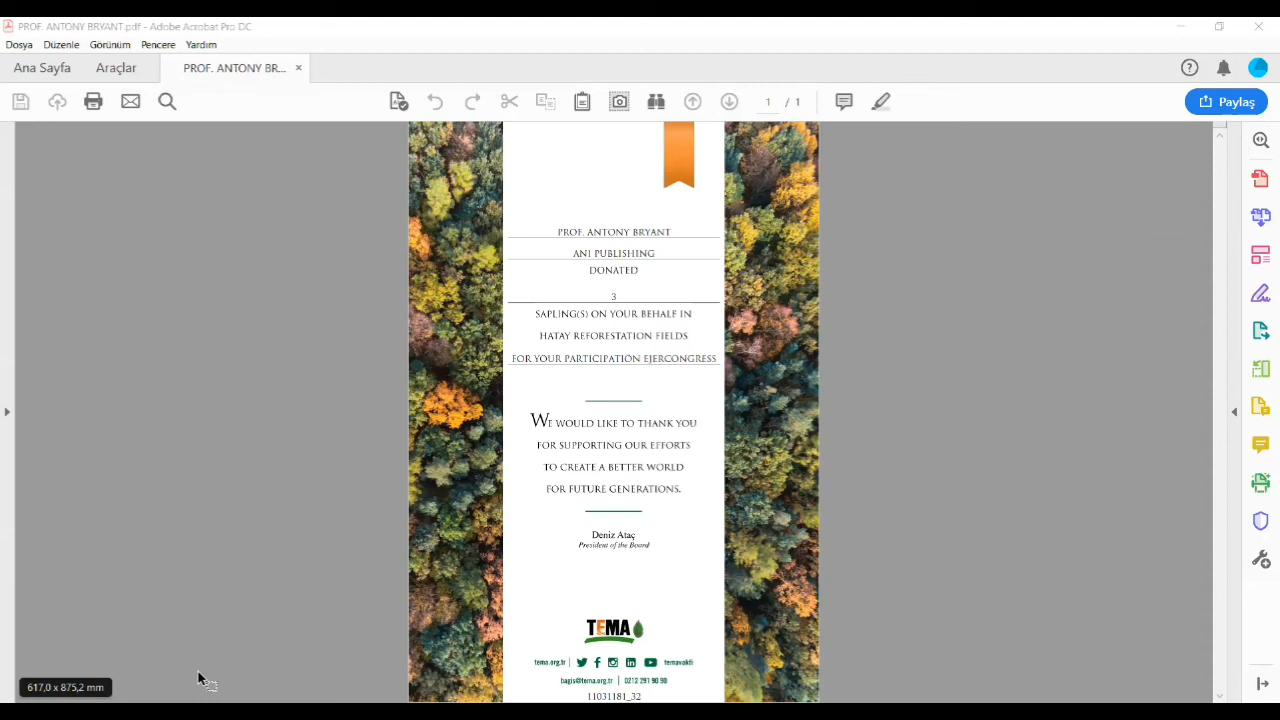 PROF. ANTONY BRYANT.pdf - Adobe Acrobat Pro DC
Dosya Düzenle Görünüm Pencere Yardım
Ana Sayfa Araçlar PROF. ANTONY BR... ×
1 / 1 Paylaş
PROF. ANTONY BRYANT
ANI PUBLISHING
DONATED
3
SAPLING(S) ON YOUR BEHALF IN
HATAY REFORESTATION FIELDS
FOR YOUR PARTICIPATION EJERCONGRESS
WE WOULD LIKE TO THANK YOU
FOR SUPPORTING OUR EFFORTS
TO CREATE A BETTER WORLD
FOR FUTURE GENERATIONS.
Deniz Ataç
President of the Board
TEMA
tema.org.tr | temavakfi
bagis@tema.org.tr | 0212 291 90 90
11031181_32
617,0 x 875,2 mm